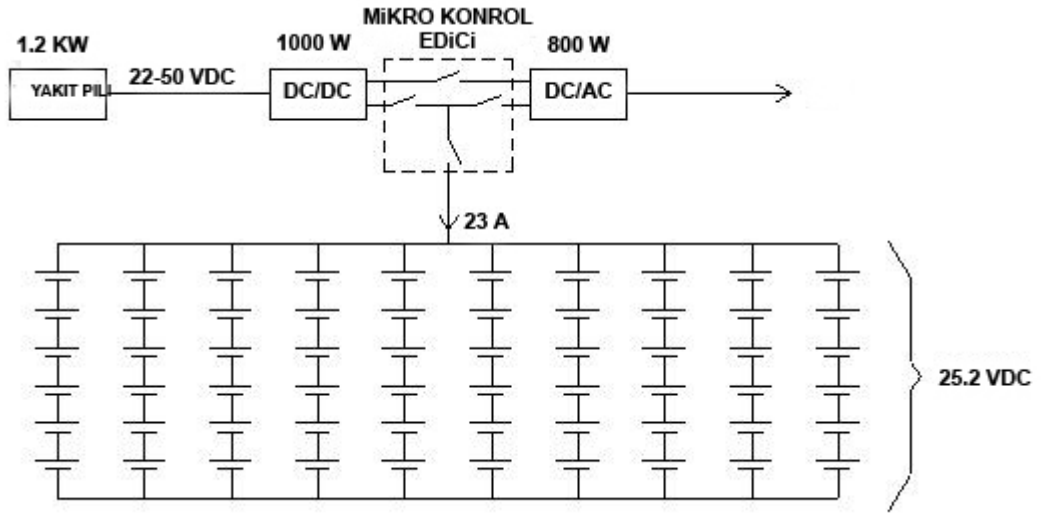 MiKRO KONROL
EDiCi
1.2 KW
1000 W
800 W
YAKIT PILI
22-50 VDC
DC/DC
DC/AC
23 A
25.2 VDC